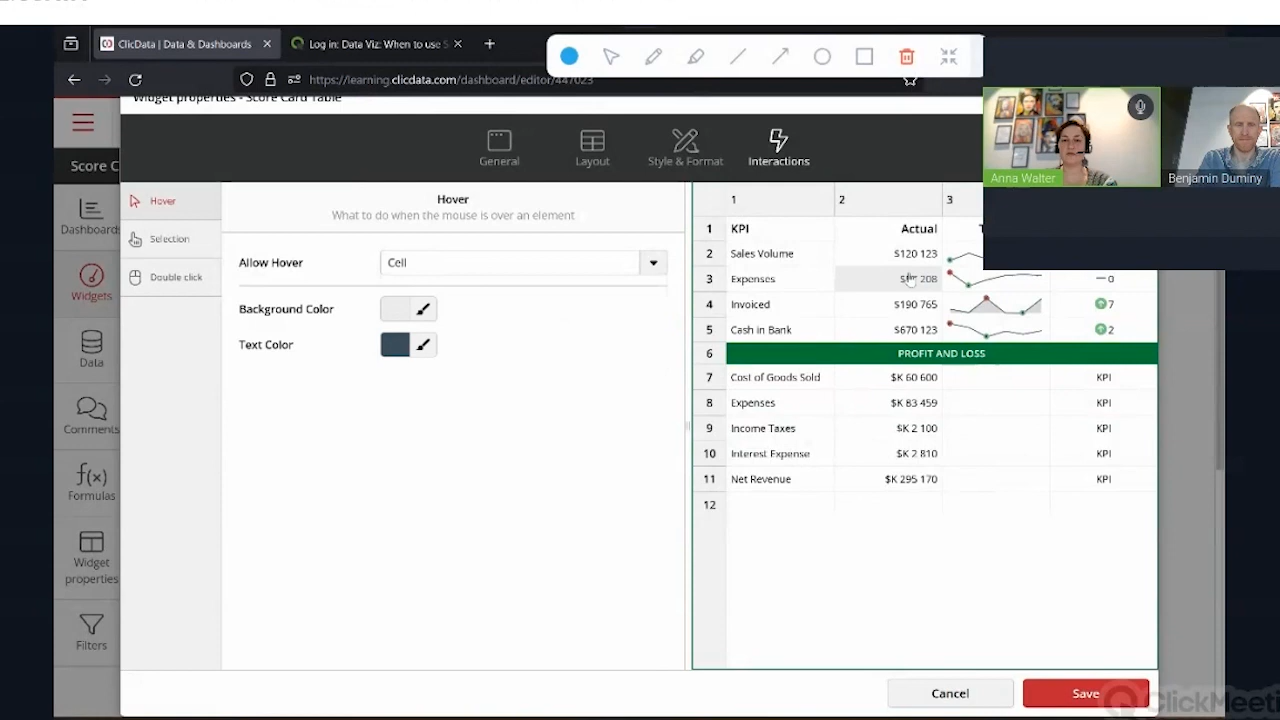 ClicData | Data & Dashboards
Log in: Data Viz: When to use S
https://learning.clicdata.com/dashboard/editor/447023
Widget properties - Score Card Table
General
Layout
Style & Format
Interactions
Anna Walter
Benjamin Duminy
Score C
Dashboard
Widgets
Data
Comments
f(x)
Formulas
Widget
properties
Filters
Hover
Selection
Double click
Hover
What to do when the mouse is over an element
Allow Hover
Cell
Background Color
Text Color
1 2 3
1 KPI Actual
2 Sales Volume $120 123
3 Expenses 208 0
4 Invoiced $190 765 7
5 Cash in Bank $670 123 2
6 PROFIT AND LOSS
7 Cost of Goods Sold $K 60 600 KPI
8 Expenses $K 83 459 KPI
9 Income Taxes $K 2 100 KPI
10 Interest Expense $K 2 810 KPI
11 Net Revenue $K 295 170 KPI
12
Cancel
Save
ClickMeeti